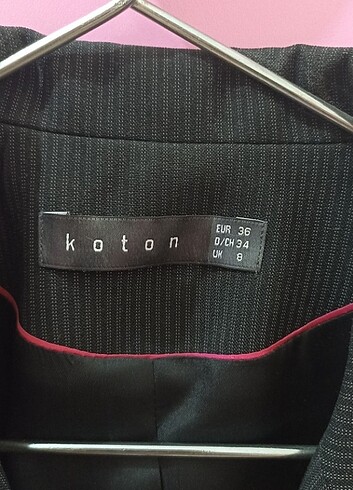 koton
EUR 36
D/CH 34
UK 8